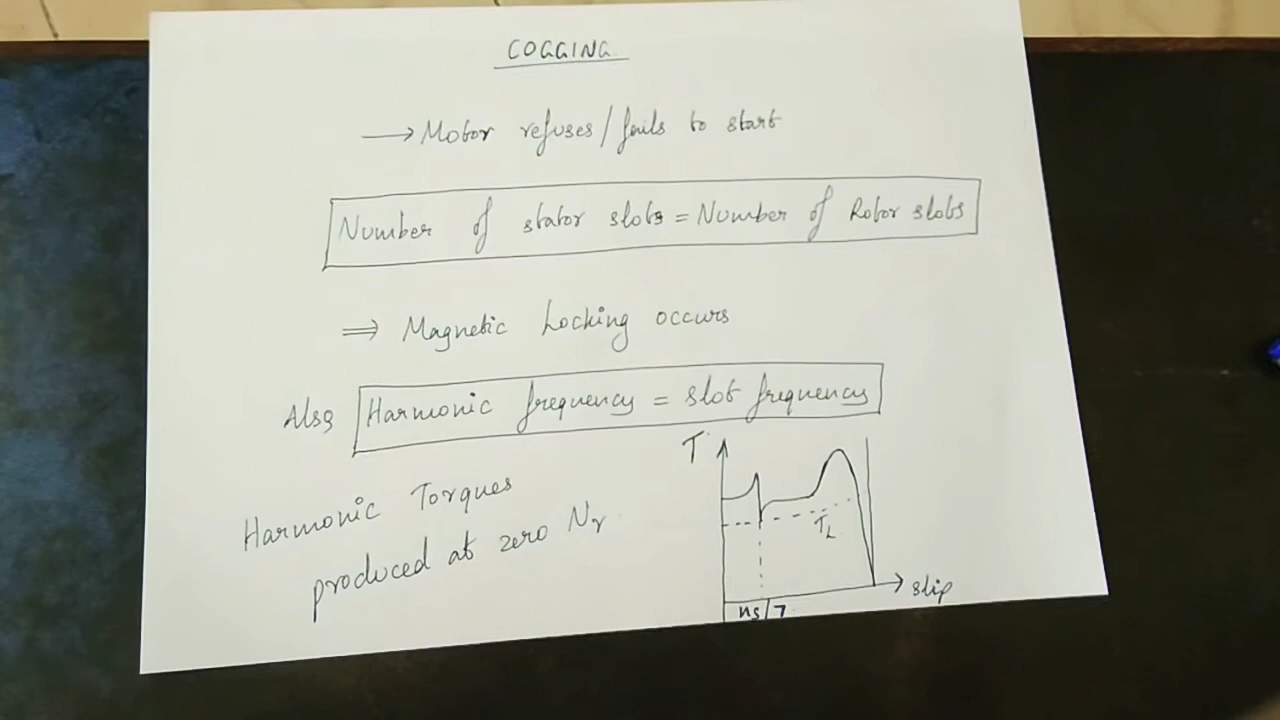 COGGING
→ Motor refuses/fails to start
Number of stator slots = Number of Rotor slots
⇒ Magnetic Locking occurs
Also Harmonic frequency = slot frequency
Harmonic Torques
produced at zero Nr
T
TL
slip
ns/7